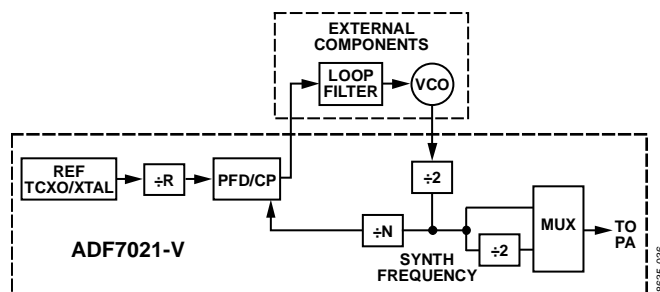 EXTERNAL
COMPONENTS
LOOP
FILTER
VCO
REF
TCXO/XTAL
÷R
PFD/CP
÷2
÷N
SYNTH
FREQUENCY
÷2
MUX
TO
PA
ADF7021-V